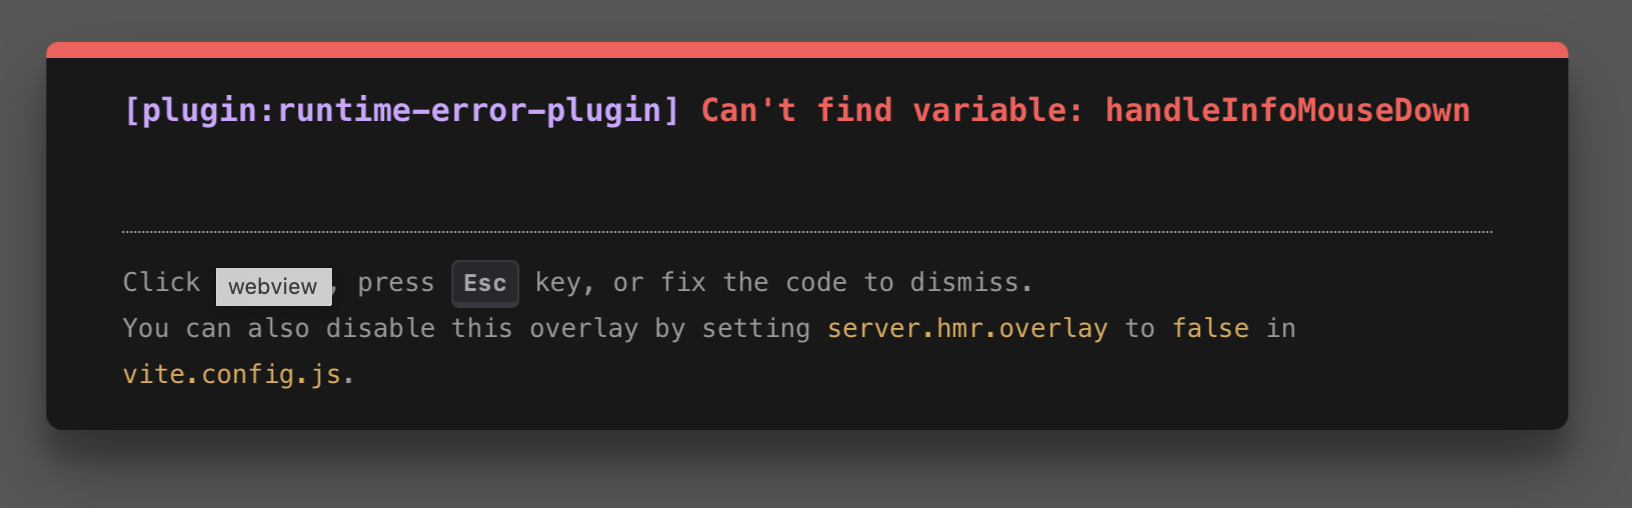 [plugin:runtime-error-plugin] Can't find variable: handleInfoMouseDown
Click webview, press Esc key, or fix the code to dismiss.
You can also disable this overlay by setting server.hmr.overlay to false in
vite.config.js.